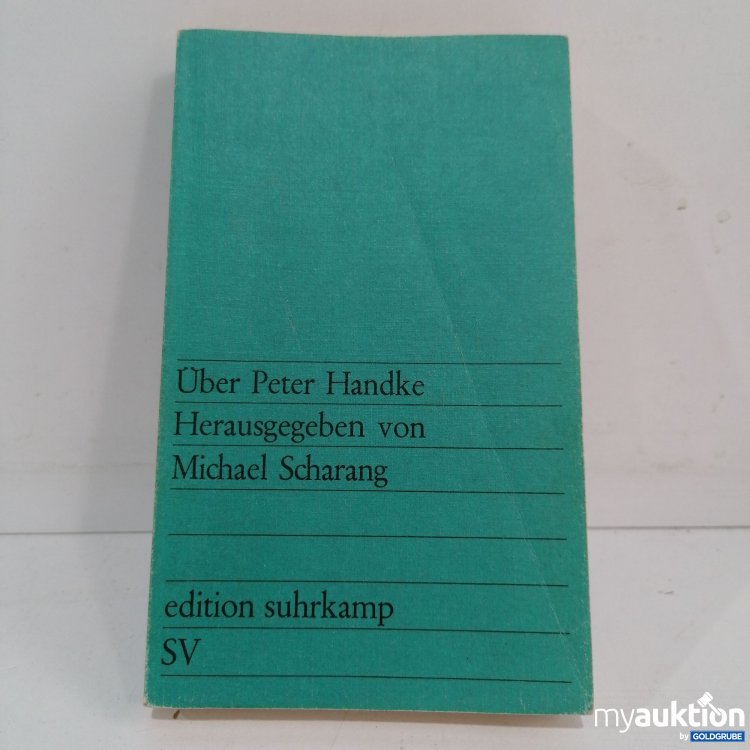 Über Peter Handke
Herausgegeben von
Michael Scharang
edition suhrkamp
SV
myauktion
by GOLDGRUBE